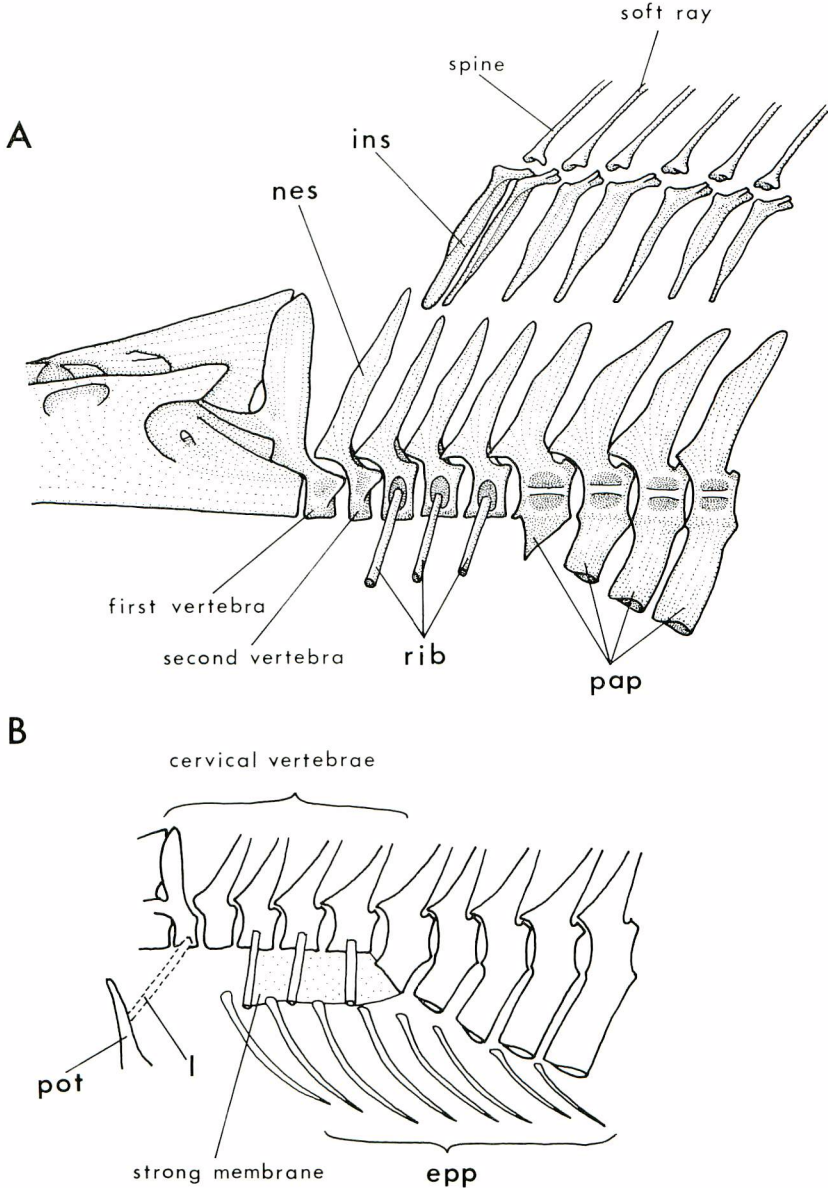 soft ray
spine
A
ins
nes
first vertebra
second vertebra
rib
pap
B
cervical vertebrae
pot
l
strong membrane
epp